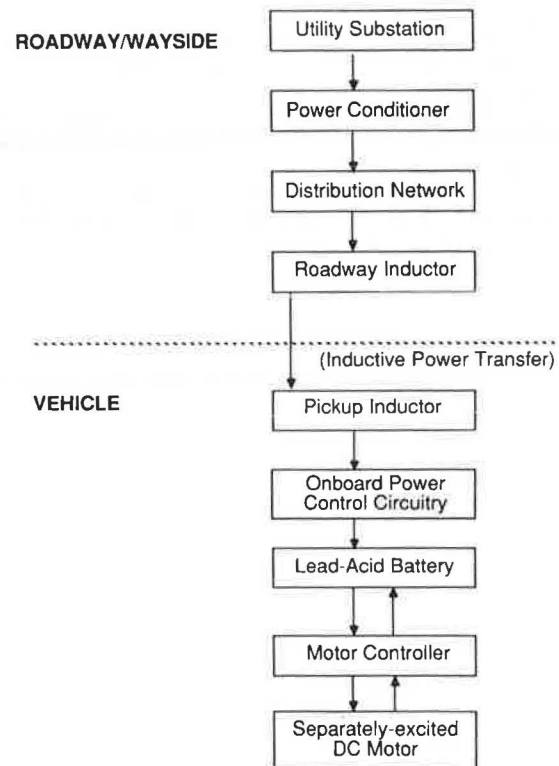 ROADWAY/WAYSIDE
Utility Substation
Power Conditioner
Distribution Network
Roadway Inductor
(Inductive Power Transfer)
VEHICLE
Pickup Inductor
Onboard Power
Control Circuitry
Lead-Acid Battery
Motor Controller
Separately-excited
DC Motor